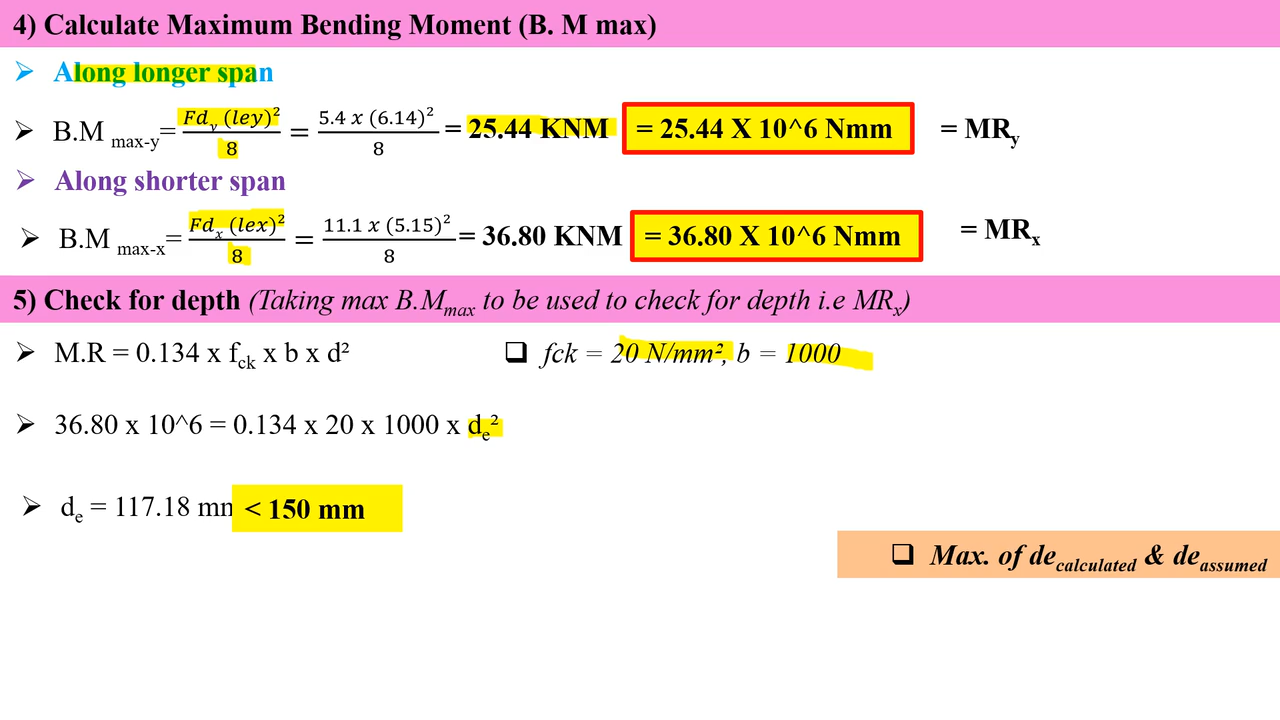 4) Calculate Maximum Bending Moment (B. M max)
➢ Along longer span
➢ B.M max-y = Fd_y (ley)² / 8 = 5.4 x (6.14)² / 8 = 25.44 KNM = 25.44 X 10^6 Nmm = MRy
➢ Along shorter span
➢ B.M max-x = Fd_x (lex)² / 8 = 11.1 x (5.15)² / 8 = 36.80 KNM = 36.80 X 10^6 Nmm = MRx
5) Check for depth (Taking max B.Mmax to be used to check for depth i.e MRx)
➢ M.R = 0.134 x fck x b x d² ❑ fck = 20 N/mm², b = 1000
➢ 36.80 x 10^6 = 0.134 x 20 x 1000 x de²
➢ de = 117.18 mm < 150 mm
❑ Max. of decalculated & deassumed